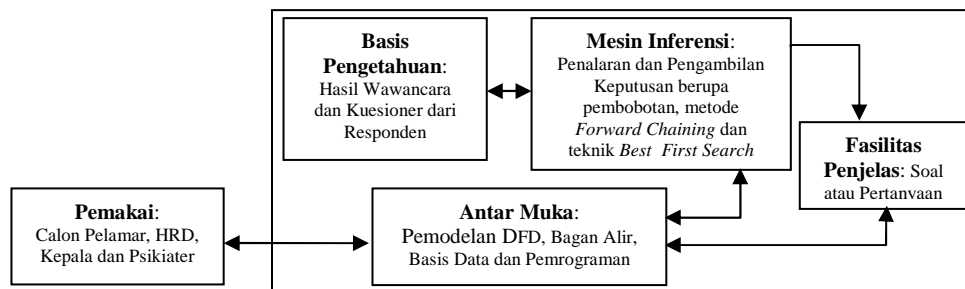 Basis
Pengetahuan:
Hasil Wawancara
dan Kuesioner dari
Responden
Mesin Inferensi:
Penalaran dan Pengambilan
Keputusan berupa
pembobotan, metode
Forward Chaining dan
teknik Best First Search
Fasilitas
Penjelas: Soal
atau Pertanyaan
Pemakai:
Calon Pelamar, HRD,
Kepala dan Psikiater
Antar Muka:
Pemodelan DFD, Bagan Alir,
Basis Data dan Pemrograman